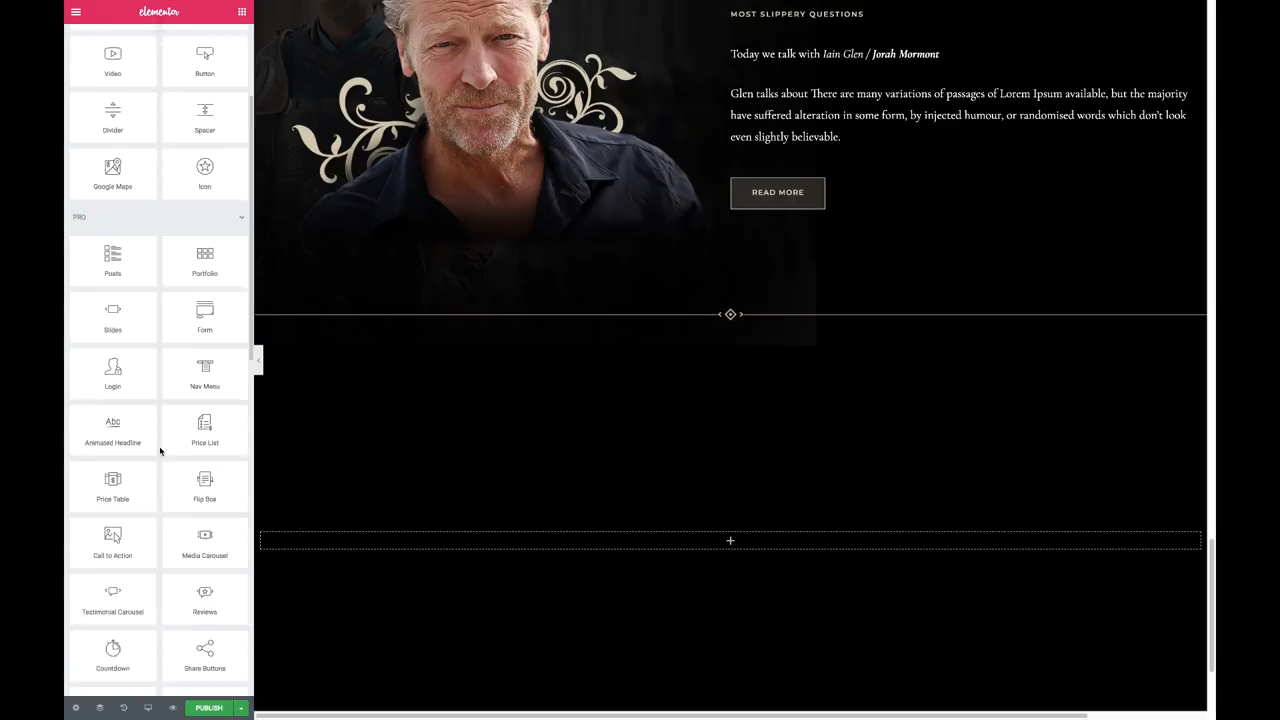 elementor
Video
Button
Divider
Spacer
Google Maps
Icon
PRO
Posts
Portfolio
Slides
Form
Login
Nav Menu
Abc
Animated Headline
Price List
Price Table
Flip Box
Call to Action
Media Carousel
Testimonial Carousel
Reviews
Countdown
Share Buttons
PUBLISH
MOST SLIPPERY QUESTIONS
Today we talk with Iain Glen / Jorah Mormont
Glen talks about There are many variations of passages of Lorem Ipsum available, but the majority
have suffered alteration in some form, by injected humour, or randomised words which don't look
even slightly believable.
READ MORE